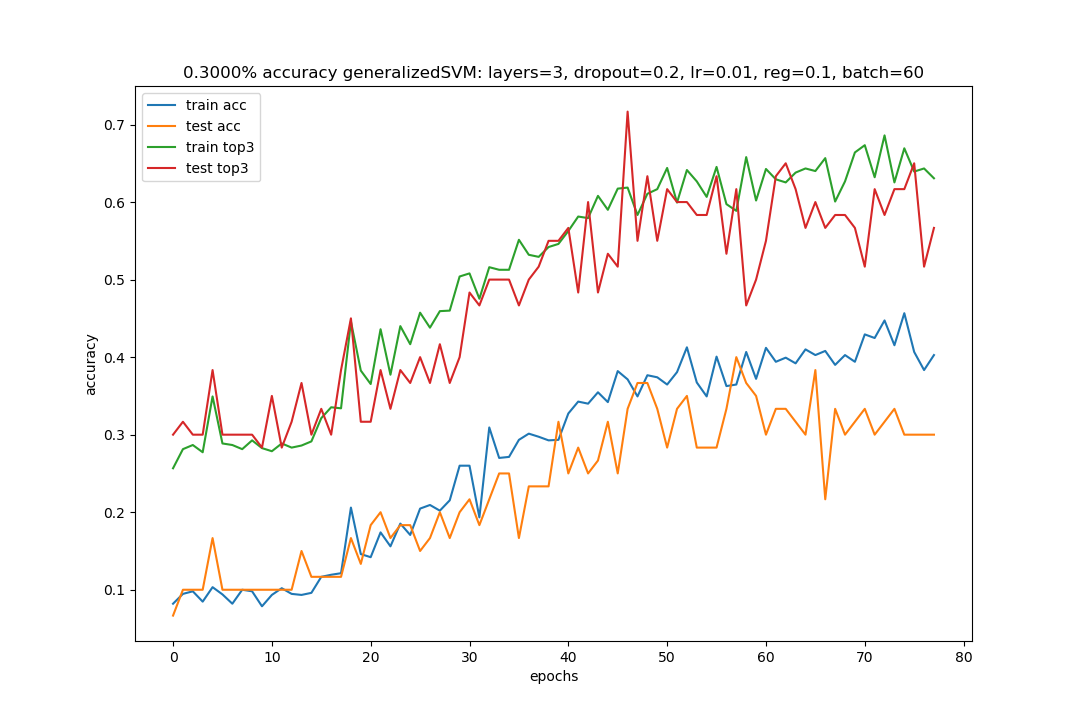 0.3000% accuracy generalizedSVM: layers=3, dropout=0.2, lr=0.01, reg=0.1, batch=60
train acc
test acc
train top3
test top3
0.7
0.6
0.5
0.4
0.3
0.2
0.1
accuracy
0 10 20 30 40 50 60 70 80
epochs